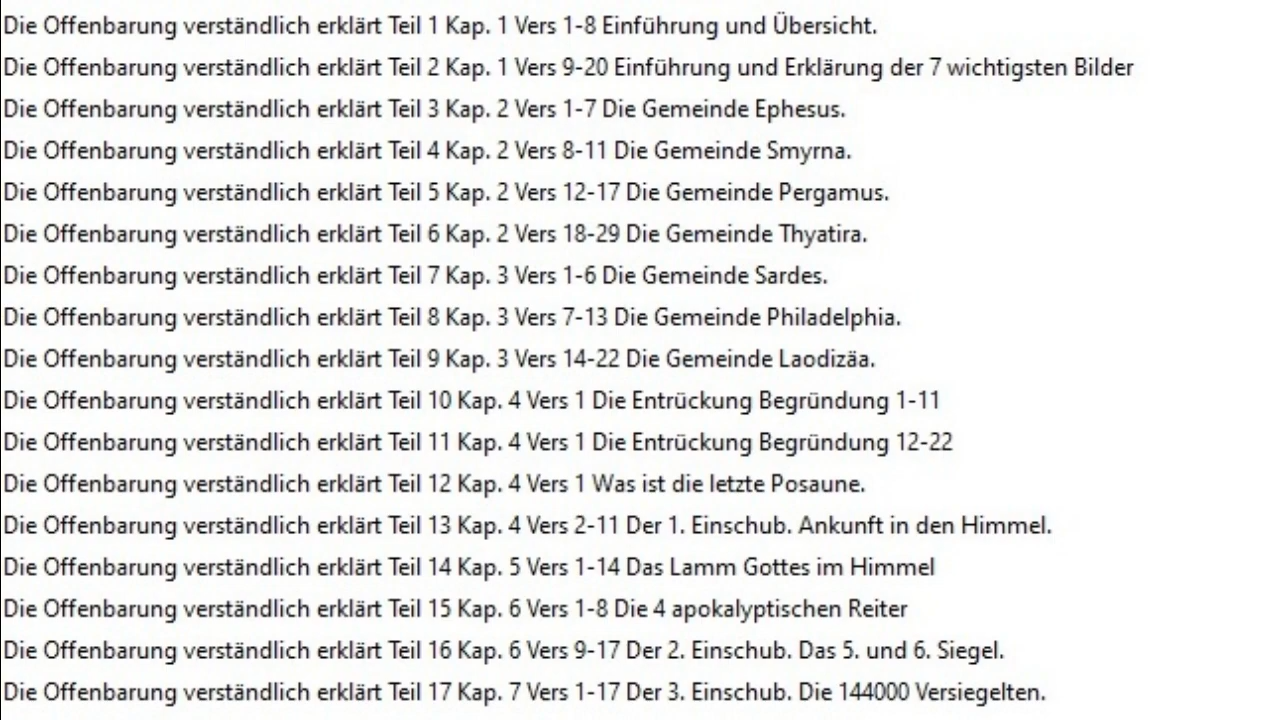 Die Offenbarung verständlich erklärt Teil 1 Kap. 1 Vers 1-8 Einführung und Übersicht.
Die Offenbarung verständlich erklärt Teil 2 Kap. 1 Vers 9-20 Einführung und Erklärung der 7 wichtigsten Bilder
Die Offenbarung verständlich erklärt Teil 3 Kap. 2 Vers 1-7 Die Gemeinde Ephesus.
Die Offenbarung verständlich erklärt Teil 4 Kap. 2 Vers 8-11 Die Gemeinde Smyrna.
Die Offenbarung verständlich erklärt Teil 5 Kap. 2 Vers 12-17 Die Gemeinde Pergamus.
Die Offenbarung verständlich erklärt Teil 6 Kap. 2 Vers 18-29 Die Gemeinde Thyatira.
Die Offenbarung verständlich erklärt Teil 7 Kap. 3 Vers 1-6 Die Gemeinde Sardes.
Die Offenbarung verständlich erklärt Teil 8 Kap. 3 Vers 7-13 Die Gemeinde Philadelphia.
Die Offenbarung verständlich erklärt Teil 9 Kap. 3 Vers 14-22 Die Gemeinde Laodizäa.
Die Offenbarung verständlich erklärt Teil 10 Kap. 4 Vers 1 Die Entrückung Begründung 1-11
Die Offenbarung verständlich erklärt Teil 11 Kap. 4 Vers 1 Die Entrückung Begründung 12-22
Die Offenbarung verständlich erklärt Teil 12 Kap. 4 Vers 1 Was ist die letzte Posaune.
Die Offenbarung verständlich erklärt Teil 13 Kap. 4 Vers 2-11 Der 1. Einschub. Ankunft in den Himmel.
Die Offenbarung verständlich erklärt Teil 14 Kap. 5 Vers 1-14 Das Lamm Gottes im Himmel
Die Offenbarung verständlich erklärt Teil 15 Kap. 6 Vers 1-8 Die 4 apokalyptischen Reiter
Die Offenbarung verständlich erklärt Teil 16 Kap. 6 Vers 9-17 Der 2. Einschub. Das 5. und 6. Siegel.
Die Offenbarung verständlich erklärt Teil 17 Kap. 7 Vers 1-17 Der 3. Einschub. Die 144000 Versiegelten.